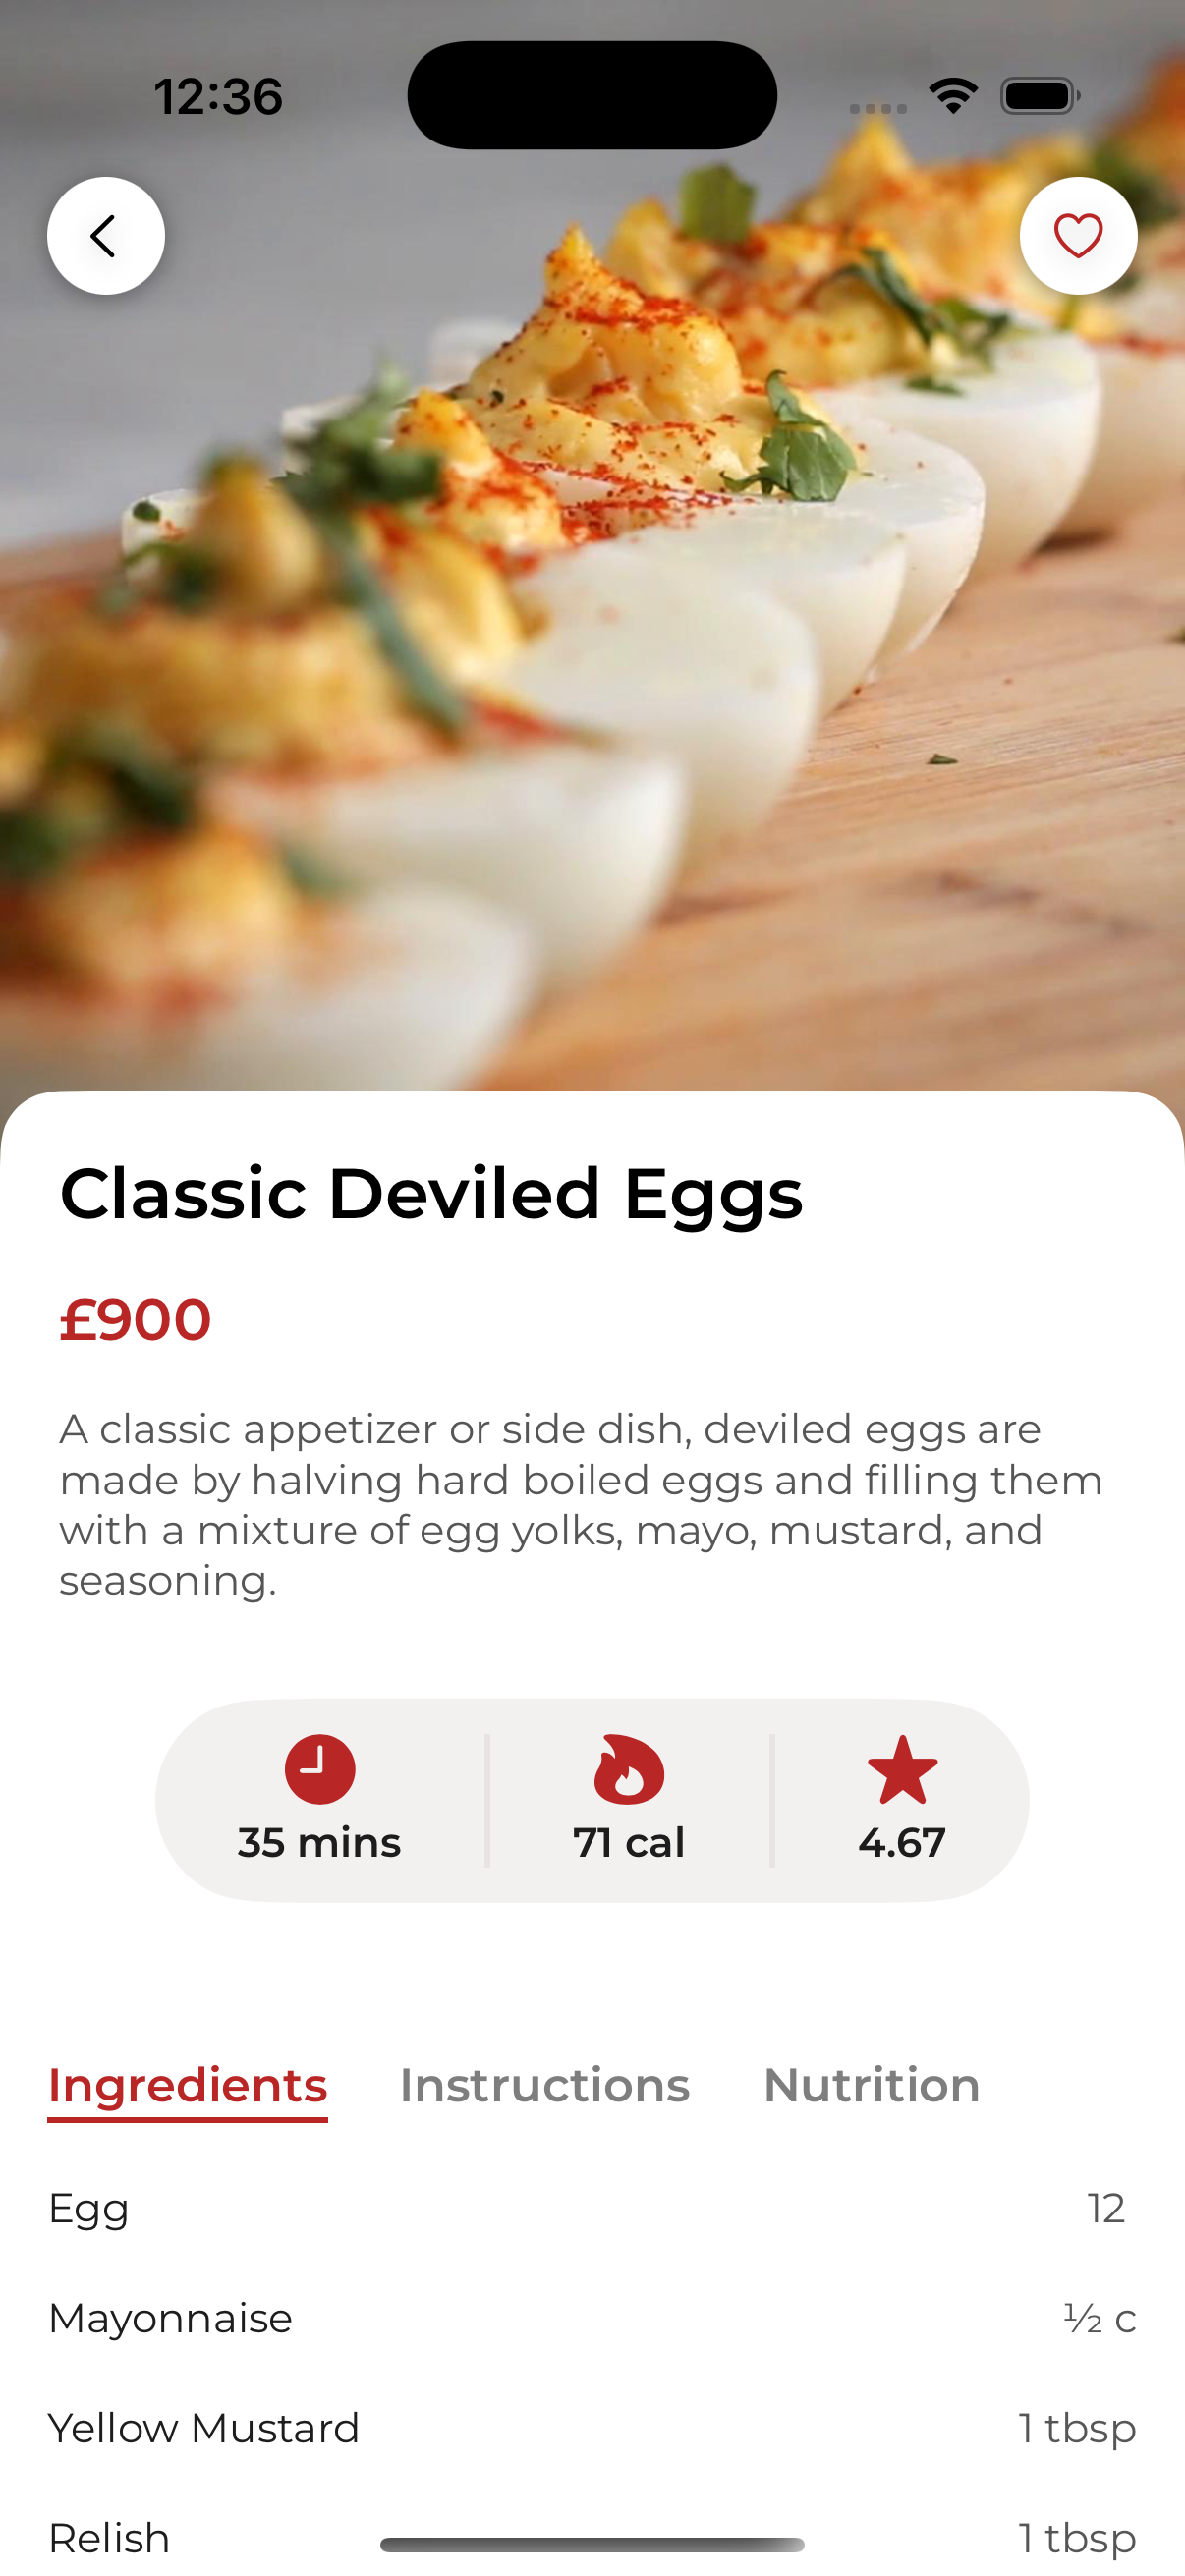 12:36
Classic Deviled Eggs
£900
A classic appetizer or side dish, deviled eggs are
made by halving hard boiled eggs and filling them
with a mixture of egg yolks, mayo, mustard, and
seasoning.
35 mins 71 cal 4.67
Ingredients Instructions Nutrition
Egg 12
Mayonnaise ½ c
Yellow Mustard 1 tbsp
Relish 1 tbsp